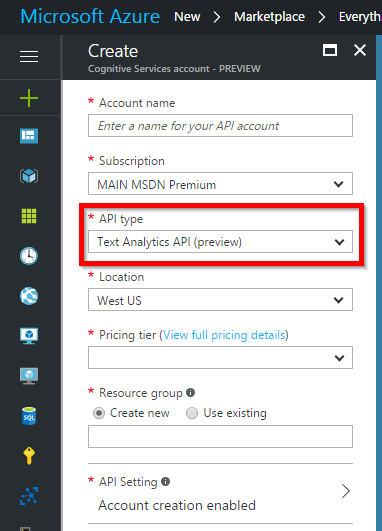 Microsoft Azure New > Marketplace > Everyth
Create
Cognitive Services account - PREVIEW
* Account name
Enter a name for your API account
* Subscription
MAIN MSDN Premium
* API type
Text Analytics API (preview)
* Location
West US
* Pricing tier (View full pricing details)
* Resource group
Create new Use existing
API Setting
Account creation enabled
SQL